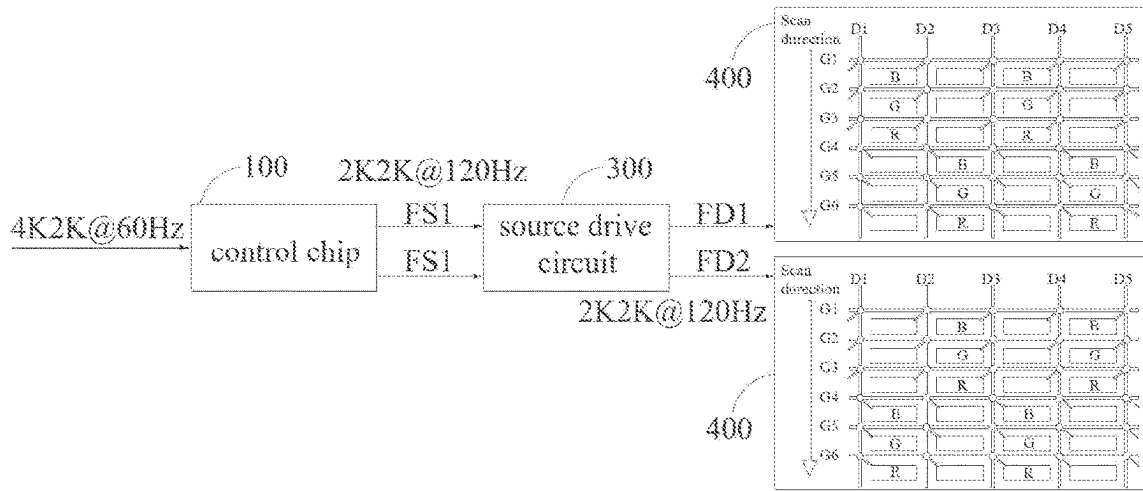 100
2K2K@120Hz
300
4K2K@60Hz
control chip
FS1
FS1
source drive
circuit
FD1
FD2
2K2K@120Hz
400
Scan
durection
D1 D2 D3 D4 D5
G1
B B
G2
G G
G3
R R
G4
B B
G5
G G
G6
R R
400
Scan
dorection
D1 D2 D3 D4 D5
G1
B B
G2
G G
G3
R R
G4
B B
G5
G G
G6
R R